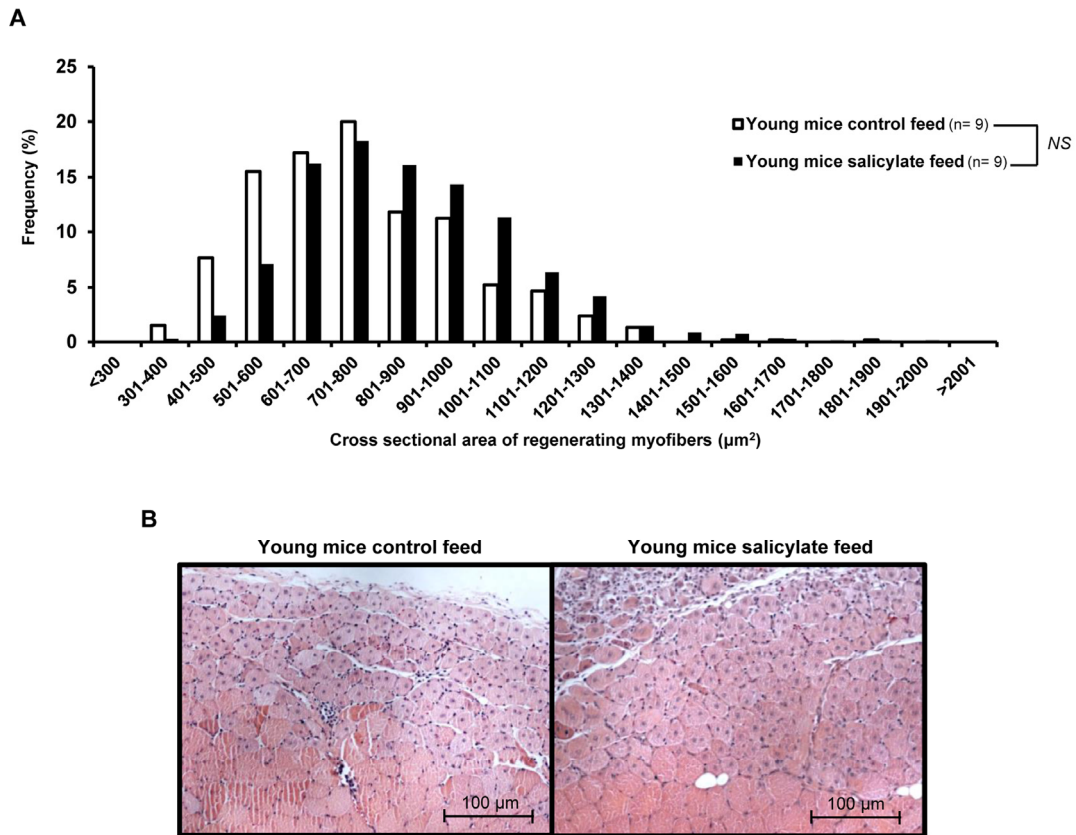 A
25
20
15
10
5
0
Frequency (%)
Young mice control feed (n= 9)
Young mice salicylate feed (n= 9)
NS
<300
301-400
401-500
501-600
601-700
701-800
801-900
901-1000
1001-1100
1101-1200
1201-1300
1301-1400
1401-1500
1501-1600
1601-1700
1701-1800
1801-1900
1901-2000
>2001
Cross sectional area of regenerating myofibers (µm²)
B
Young mice control feed
Young mice salicylate feed
100 µm
100 µm